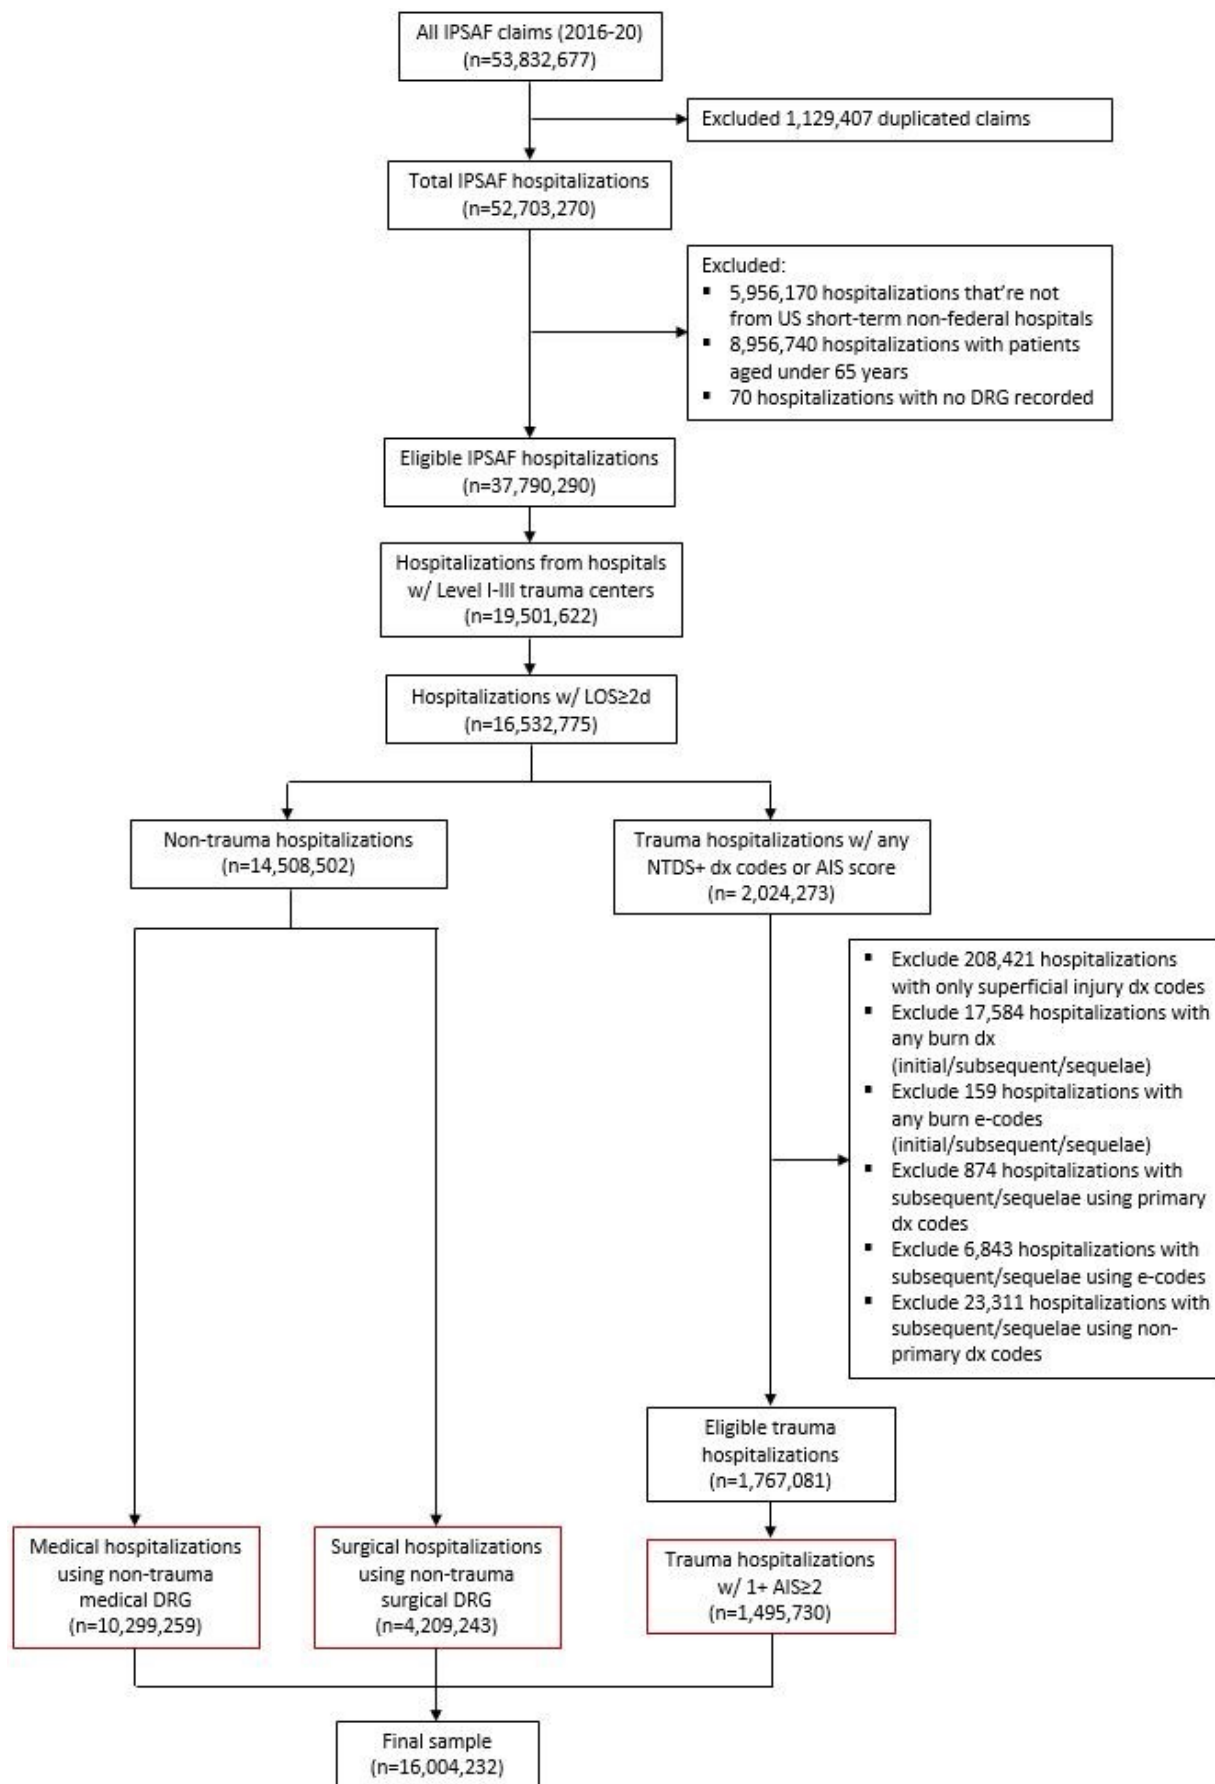 All IPSAF claims (2016-20)
(n=53,832,677)
Excluded 1,129,407 duplicated claims
Total IPSAF hospitalizations
(n=52,703,270)
Excluded:
▪ 5,956,170 hospitalizations that're not
from US short-term non-federal hospitals
▪ 8,956,740 hospitalizations with patients
aged under 65 years
▪ 70 hospitalizations with no DRG recorded
Eligible IPSAF hospitalizations
(n=37,790,290)
Hospitalizations from hospitals
w/ Level I-III trauma centers
(n=19,501,622)
Hospitalizations w/ LOS≥2d
(n=16,532,775)
Non-trauma hospitalizations
(n=14,508,502)
Trauma hospitalizations w/ any
NTDS+ dx codes or AIS score
(n= 2,024,273)
▪ Exclude 208,421 hospitalizations
with only superficial injury dx codes
▪ Exclude 17,584 hospitalizations with
any burn dx
(initial/subsequent/sequelae)
▪ Exclude 159 hospitalizations with
any burn e-codes
(initial/subsequent/sequelae)
▪ Exclude 874 hospitalizations with
subsequent/sequelae using primary
dx codes
▪ Exclude 6,843 hospitalizations with
subsequent/sequelae using e-codes
▪ Exclude 23,311 hospitalizations with
subsequent/sequelae using non-
primary dx codes
Eligible trauma
hospitalizations
(n=1,767,081)
Medical hospitalizations
using non-trauma
medical DRG
(n=10,299,259)
Surgical hospitalizations
using non-trauma
surgical DRG
(n=4,209,243)
Trauma hospitalizations
w/ 1+ AIS≥2
(n=1,495,730)
Final sample
(n=16,004,232)